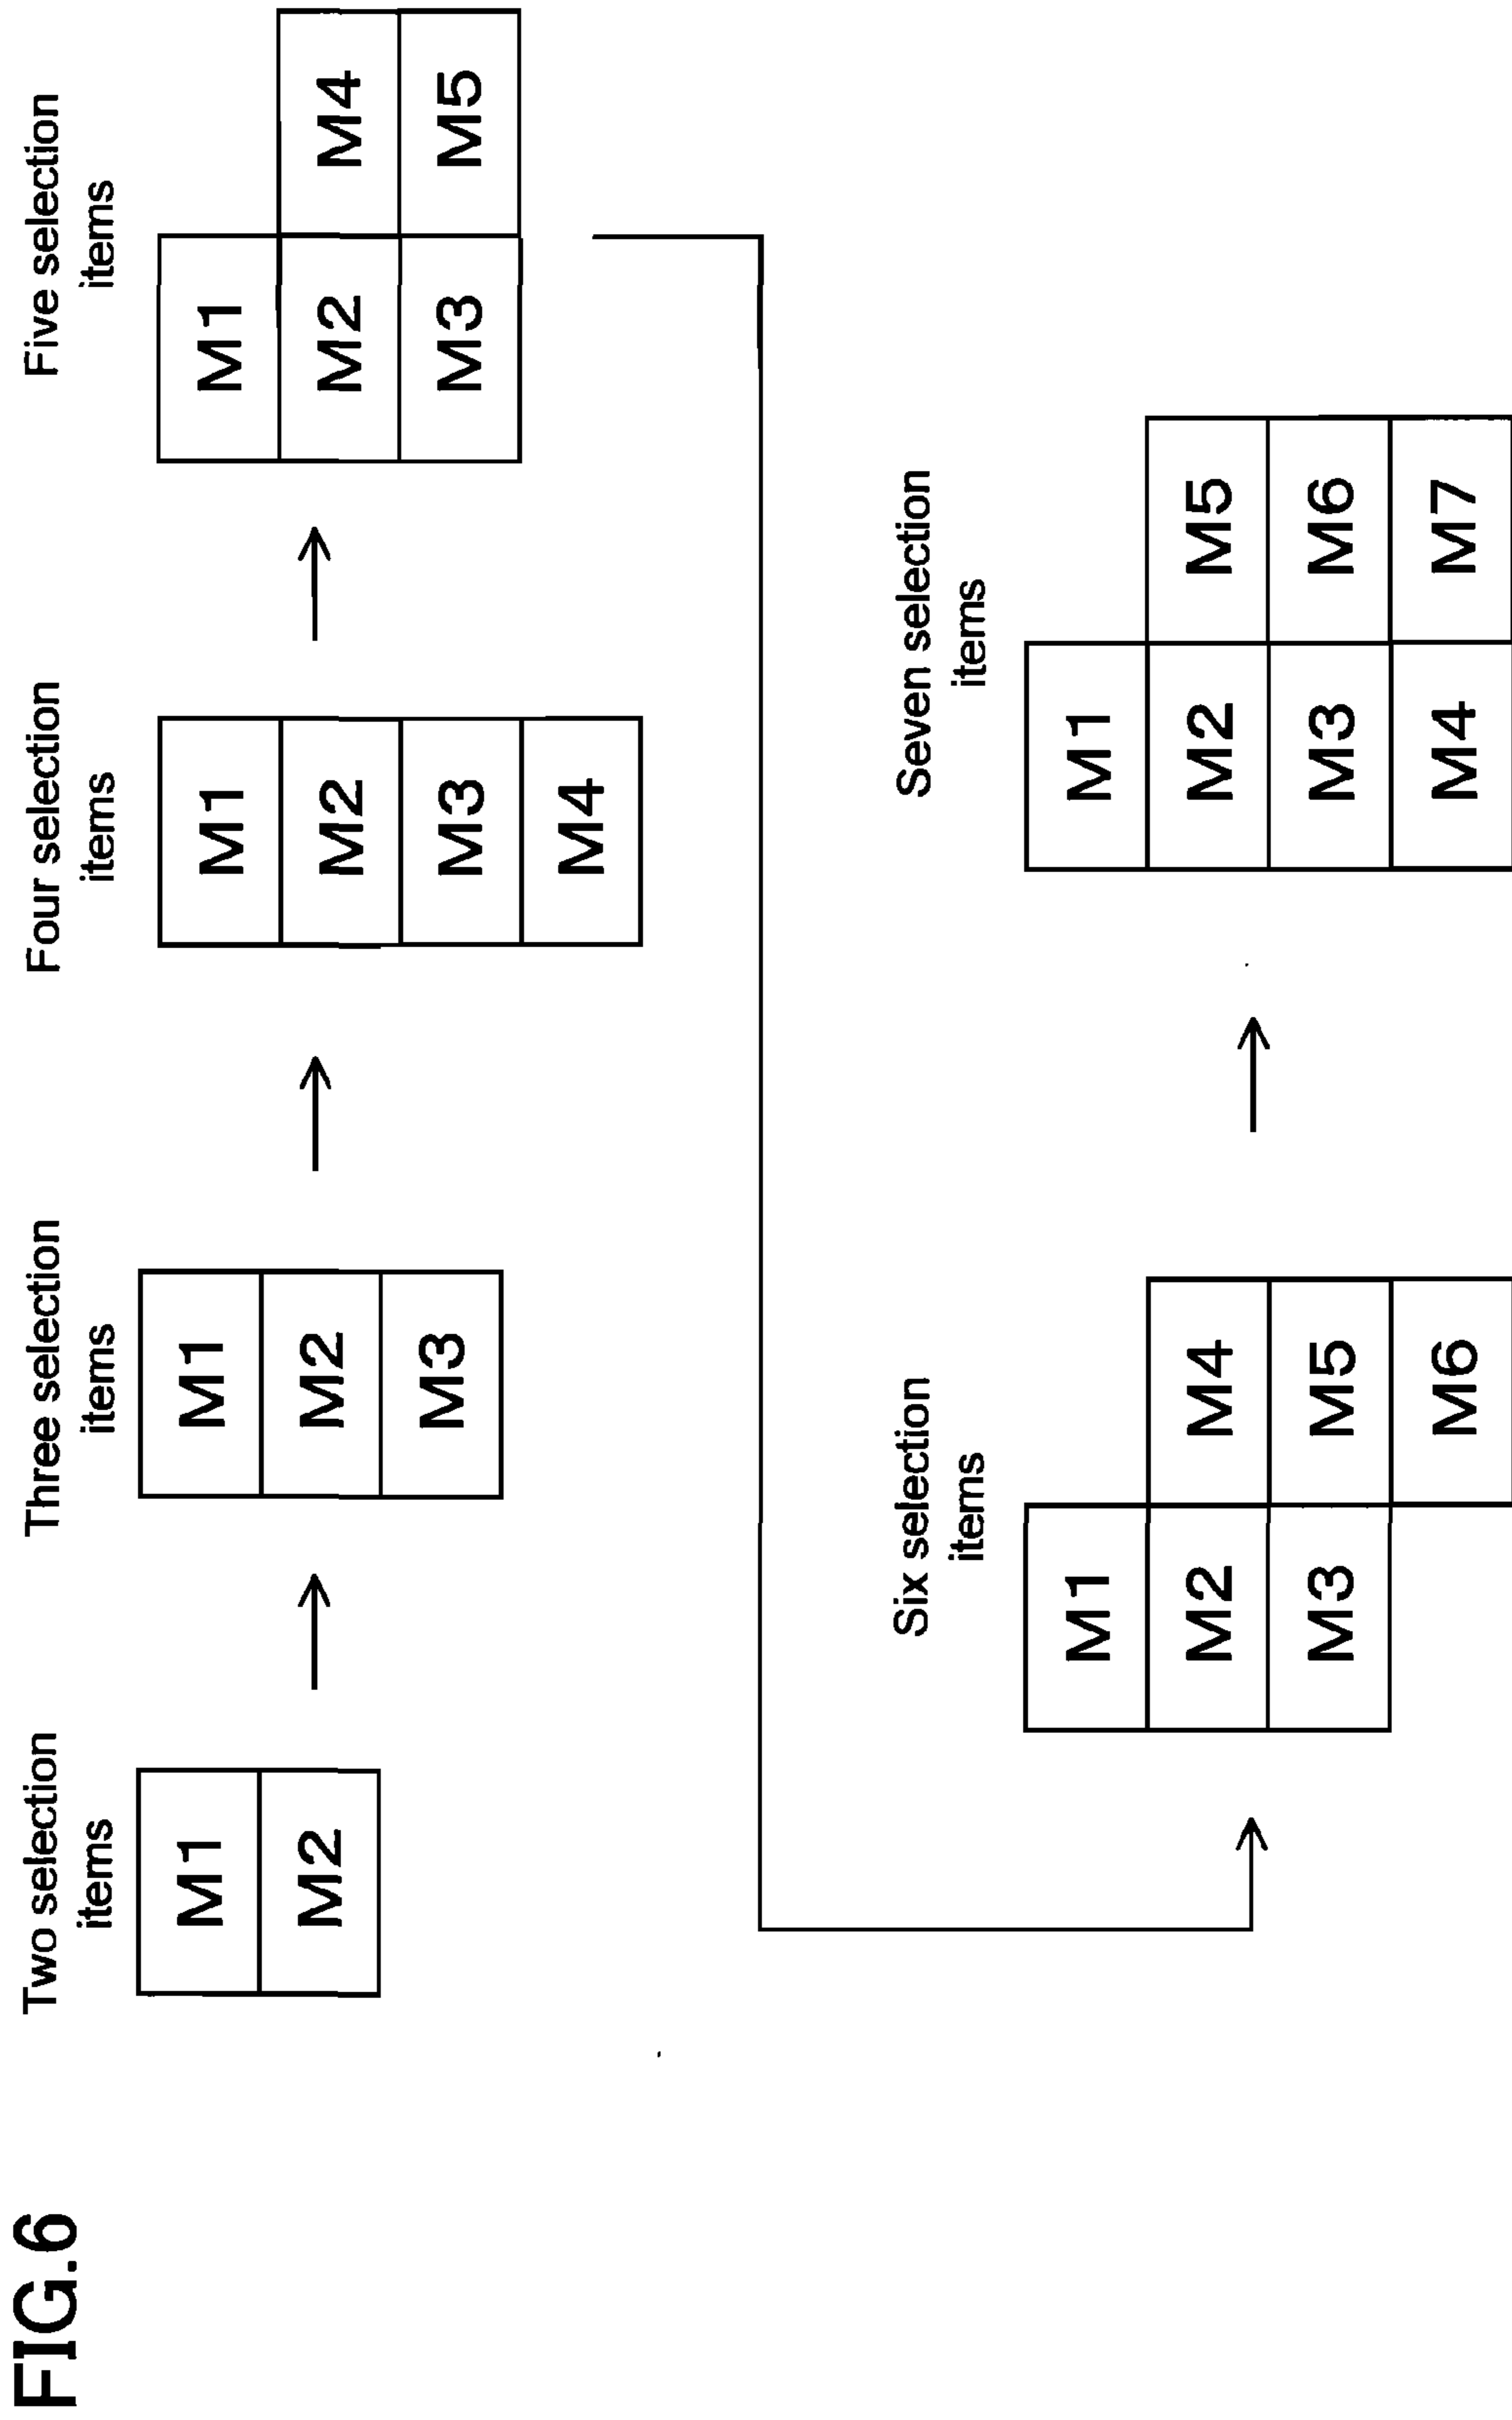 FIG.6
Two selection
items
M1
M2
Three selection
items
M1
M2
M3
Four selection
items
M1
M2
M3
M4
Five selection
items
M1
M2 M4
M3 M5
Six selection
items
M1
M2 M4
M3 M5
M6
Seven selection
items
M1
M2 M5
M3 M6
M4 M7